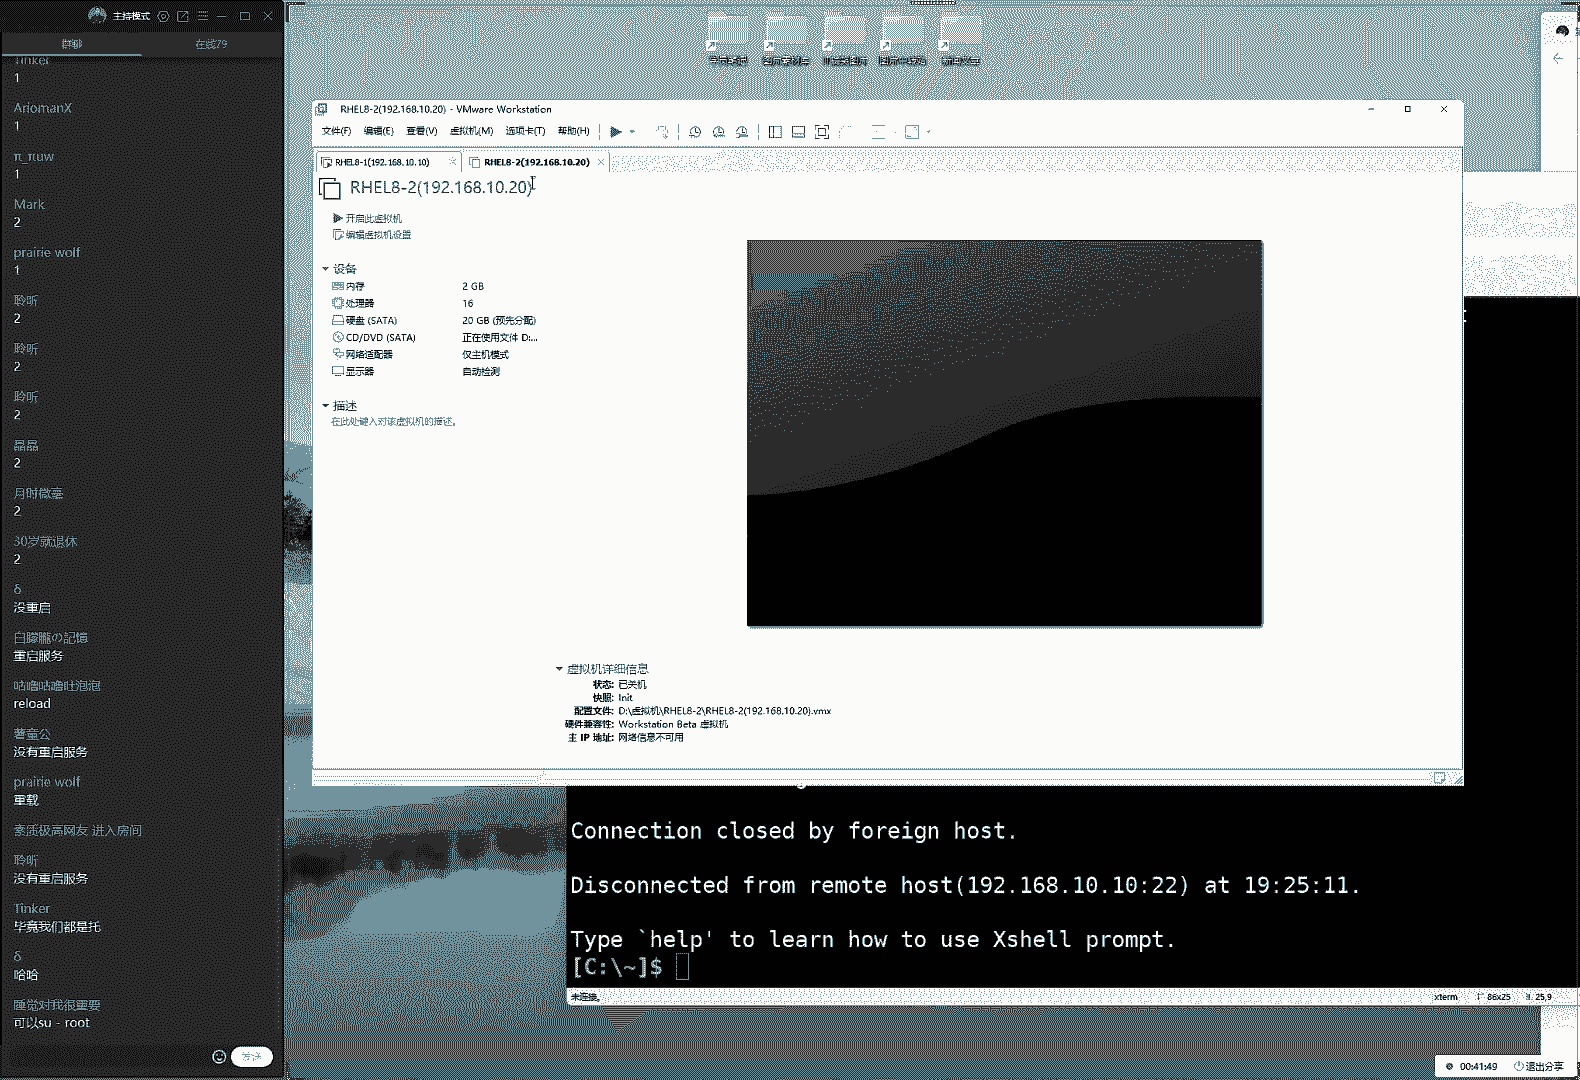 主持模式
群聊
在线79
Tinker
1
AriomanX
1
π_πuw
1
Mark
2
prairie wolf
1
聆听
2
聆听
2
聆听
2
晶晶
2
月时微毫
2
30岁就退休
2
δ
没重启
白朦朧の記憶
重启服务
咕噜咕噜吐泡泡
reload
薯童公
没有重启服务
prairie wolf
重载
素质极高网友 进入房间
聆听
没有重启服务
Tinker
毕竟我们都是托
δ
哈哈
睡觉对我很重要
可以su - root
发送
RHEL8-2(192.168.10.20) - VMware Workstation
文件(F) 编辑(E) 查看(V) 虚拟机(M) 选项卡(T) 帮助(H)
RHEL8-1(192.168.10.10)
RHEL8-2(192.168.10.20)
RHEL8-2(192.168.10.20)
开启此虚拟机
编辑虚拟机设置
设备
内存 2 GB
处理器 16
硬盘 (SATA) 20 GB (预先分配)
CD/DVD (SATA) 正在使用文件 D:...
网络适配器 仅主机模式
显示器 自动检测
描述
在此处键入对该虚拟机的描述。
虚拟机详细信息
状态: 已关机
快照: Init
配置文件: D:\虚拟机\RHEL8-2\RHEL8-2(192.168.10.20).vmx
硬件兼容性: Workstation Beta 虚拟机
主 IP 地址: 网络信息不可用
Connection closed by foreign host.
Disconnected from remote host(192.168.10.10:22) at 19:25:11.
Type `help' to learn how to use Xshell prompt.
[C:\~]$
未连接。
xterm
86x25
25,9
00:41:49
退出分享